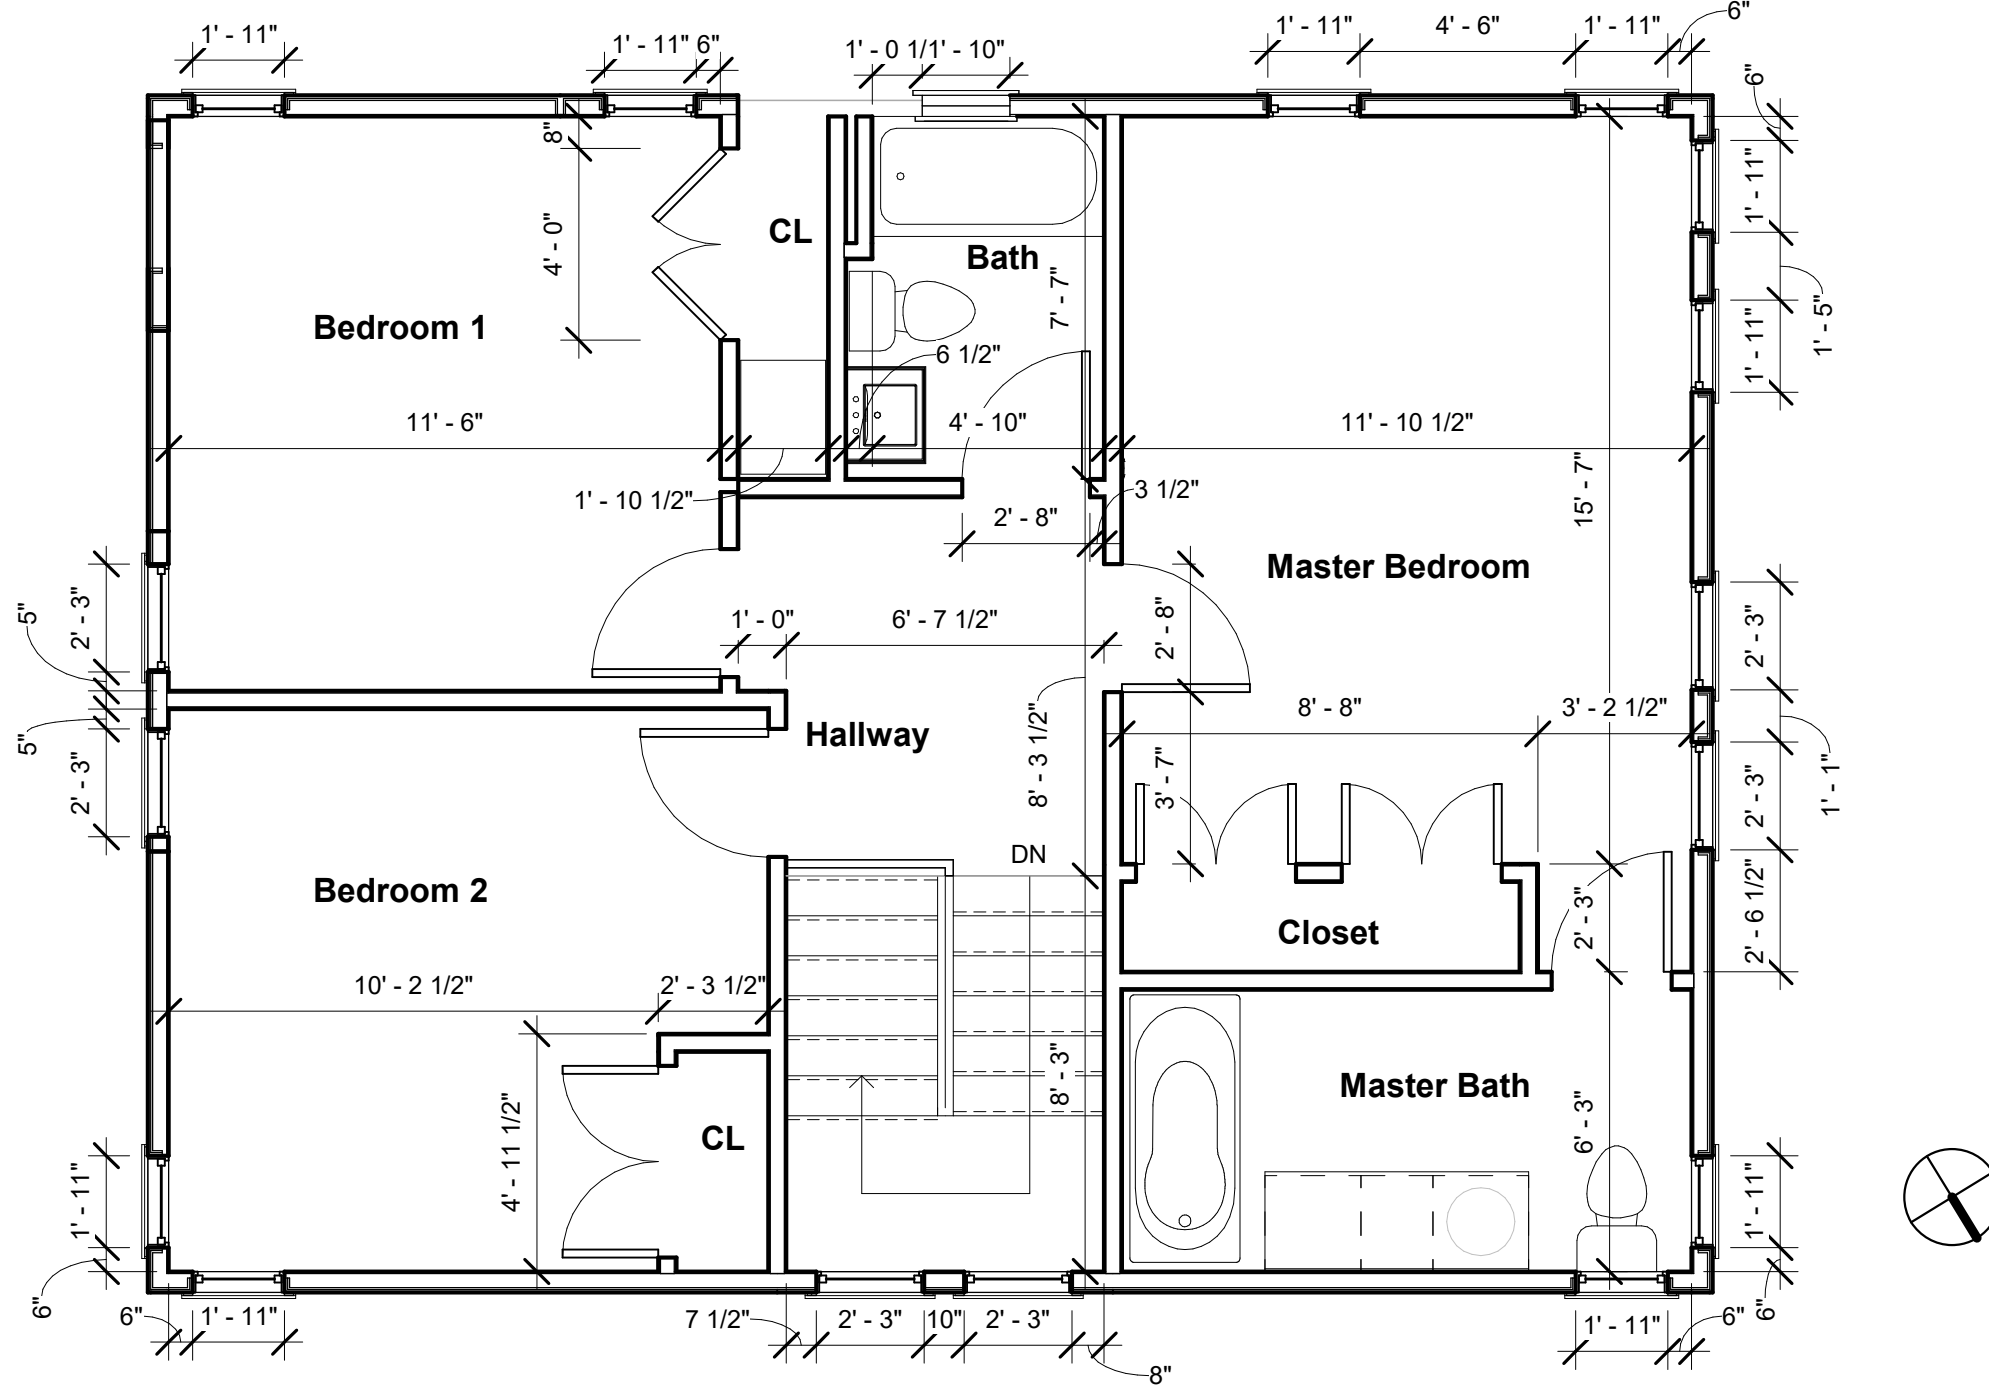 6"
1' - 11"
1' - 11" 6"
1' - 0 1/1' - 10"
1' - 11"
4' - 6"
1' - 11"
6"
8"
1' - 11"
CL
4' - 0"
Bath
7' - 7"
Bedroom 1
1' - 11"
1' - 5"
6 1/2"
11' - 6"
4' - 10"
11' - 10 1/2"
1' - 10 1/2"
3 1/2"
15' - 7"
2' - 8"
Master Bedroom
5"
2' - 3"
1' - 0"
6' - 7 1/2"
2' - 8"
2' - 3"
8' - 8"
3' - 2 1/2"
Hallway
5"
2' - 3"
8' - 3 1/2"
3' - 7"
2' - 3"
1' - 1"
DN
Bedroom 2
Closet
2' - 3"
2' - 6 1/2"
10' - 2 1/2"
2' - 3 1/2"
8' - 3"
Master Bath
CL
4' - 11 1/2"
6' - 3"
1' - 11"
1' - 11"
6"
6"
1' - 11"
7 1/2"
2' - 3"
10"
2' - 3"
1' - 11"
6"
6"
8"